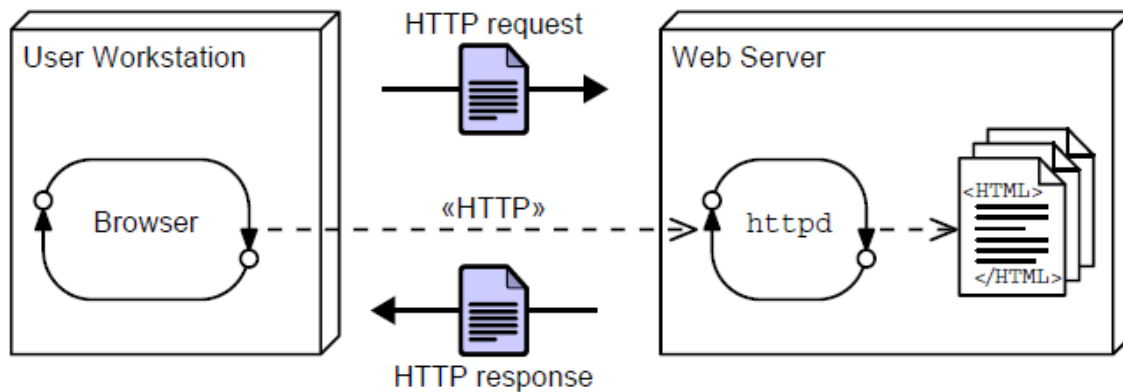 HTTP request
User Workstation
Web Server
<HTML>
Browser
«HTTP»
httpd
</HTML>
HTTP response